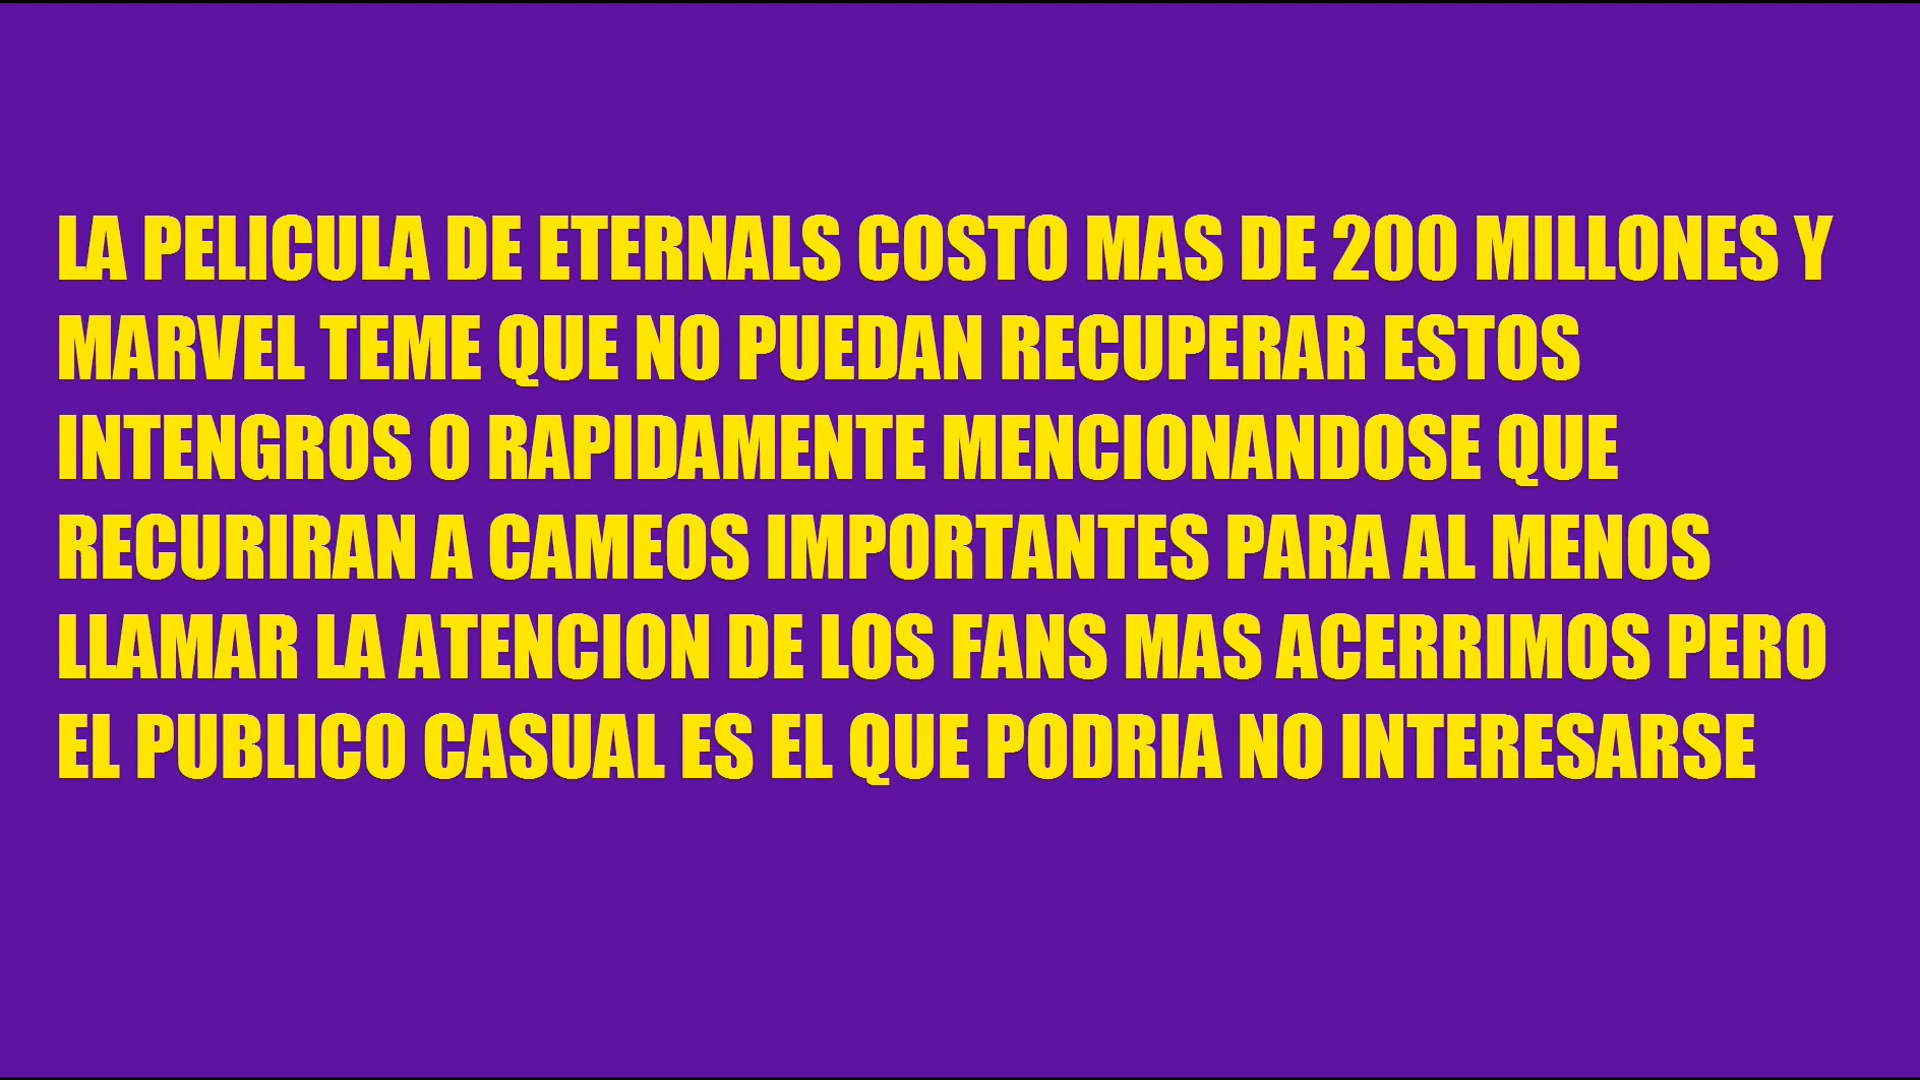 LA PELICULA DE ETERNALS COSTO MAS DE 200 MILLONES Y
MARVEL TEME QUE NO PUEDAN RECUPERAR ESTOS
INTENGROS O RAPIDAMENTE MENCIONANDOSE QUE
RECURIRAN A CAMEOS IMPORTANTES PARA AL MENOS
LLAMAR LA ATENCION DE LOS FANS MAS ACERRIMOS PERO
EL PUBLICO CASUAL ES EL QUE PODRIA NO INTERESARSE